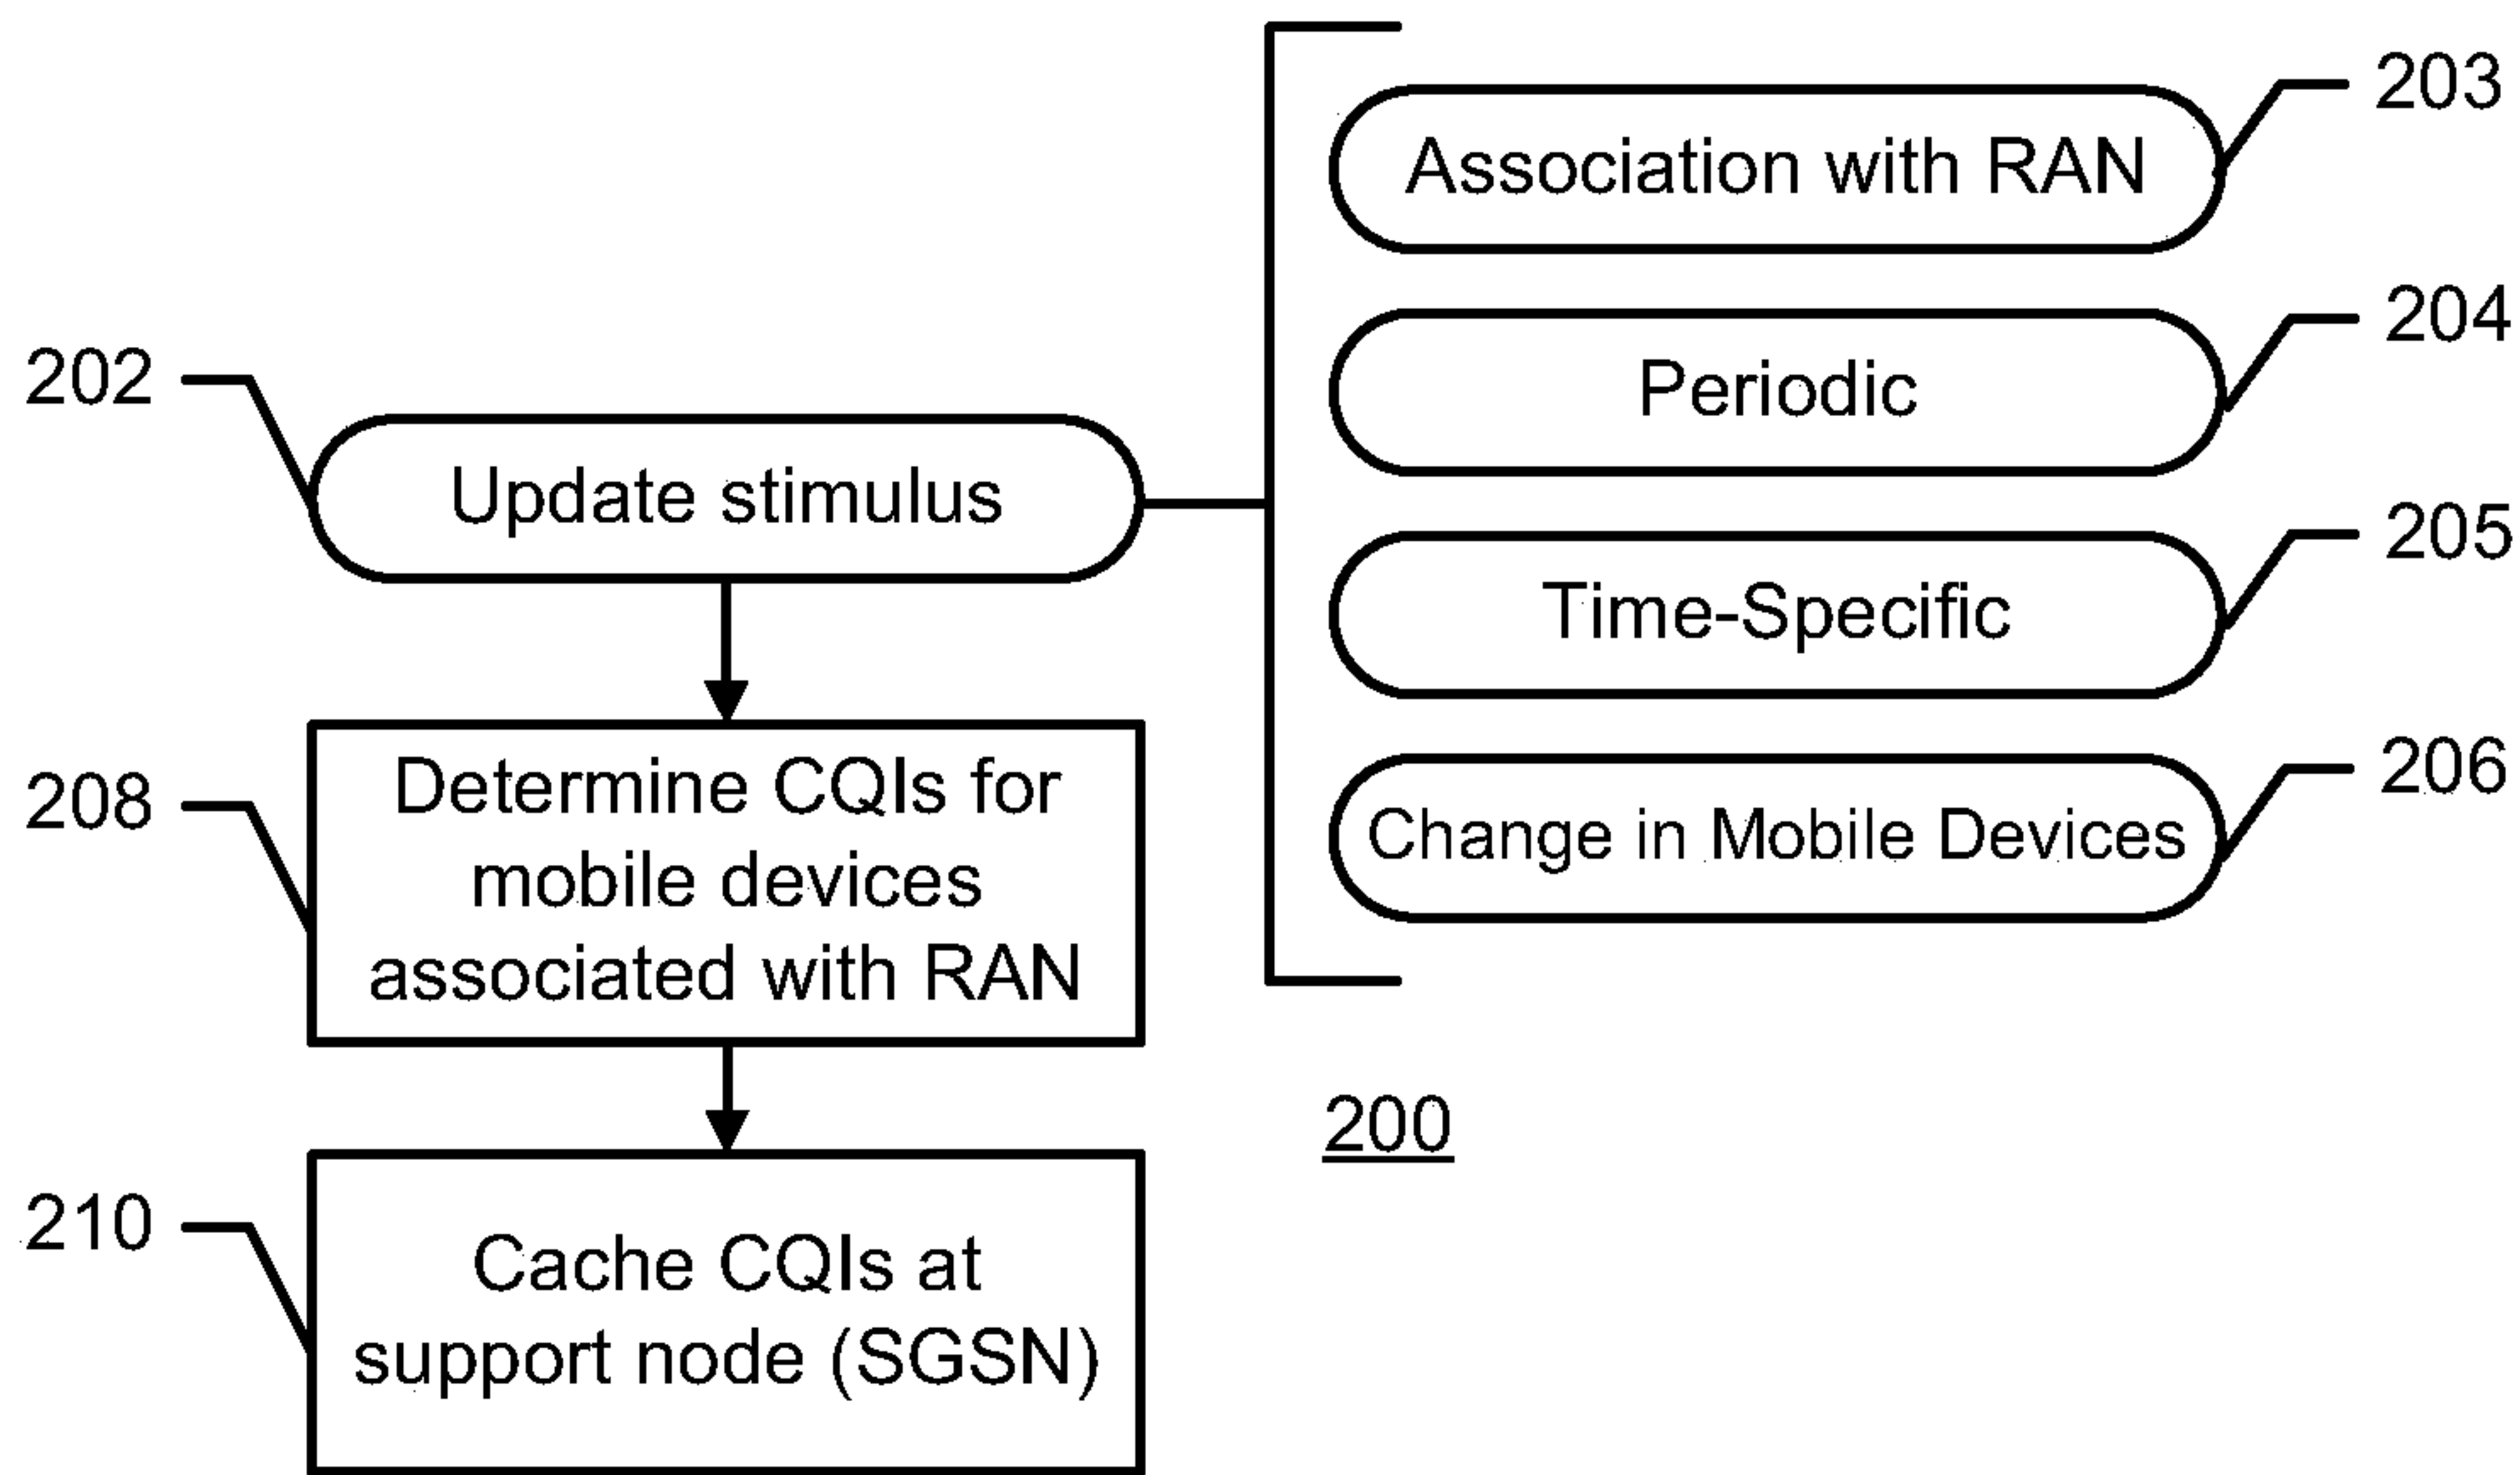 203
Association with RAN
204
Periodic
202
Update stimulus
205
Time-Specific
206
Change in Mobile Devices
208
Determine CQIs for
mobile devices
associated with RAN
200
210
Cache CQIs at
support node (SGSN)